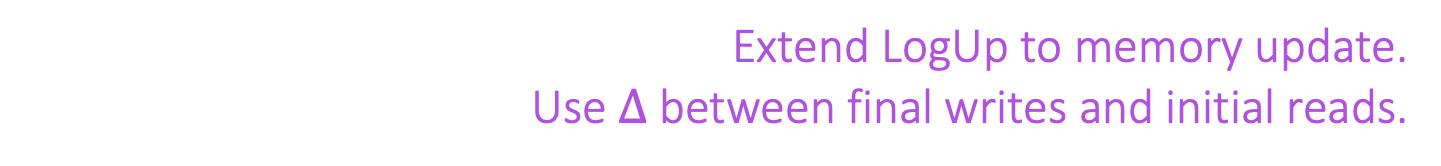 Extend LogUp to memory update.
Use Δ between final writes and initial reads.